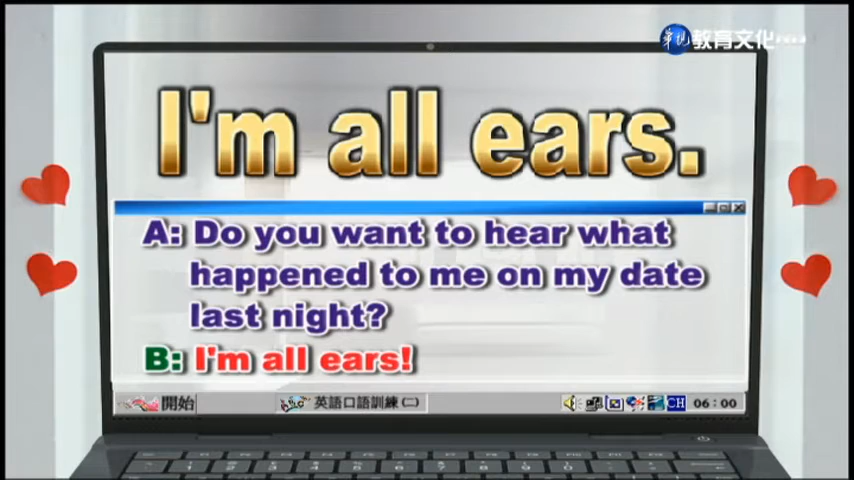 華視教育文化
I'm all ears.
A: Do you want to hear what
happened to me on my date
last night?
B: I'm all ears!
開始
英語口語訓練(二)
CH
06:00